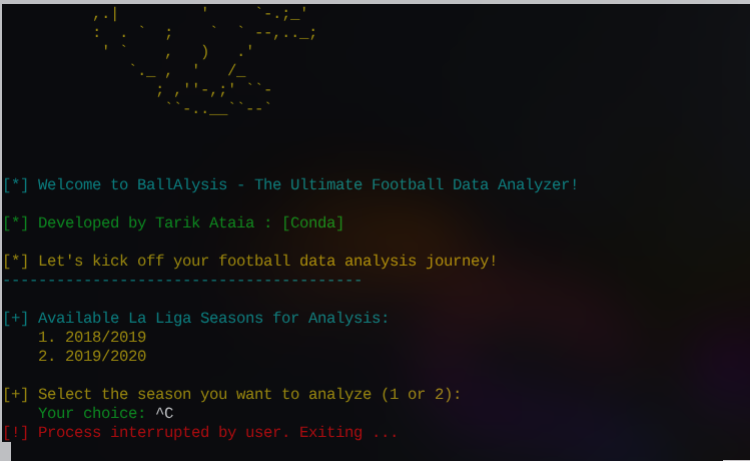 [*] Welcome to BallAlysis - The Ultimate Football Data Analyzer!
[*] Developed by Tarik Ataia : [Conda]
[*] Let's kick off your football data analysis journey!
----------------------------------------
[+] Available La Liga Seasons for Analysis:
1. 2018/2019
2. 2019/2020
[+] Select the season you want to analyze (1 or 2):
Your choice: ^C
[!] Process interrupted by user. Exiting ...